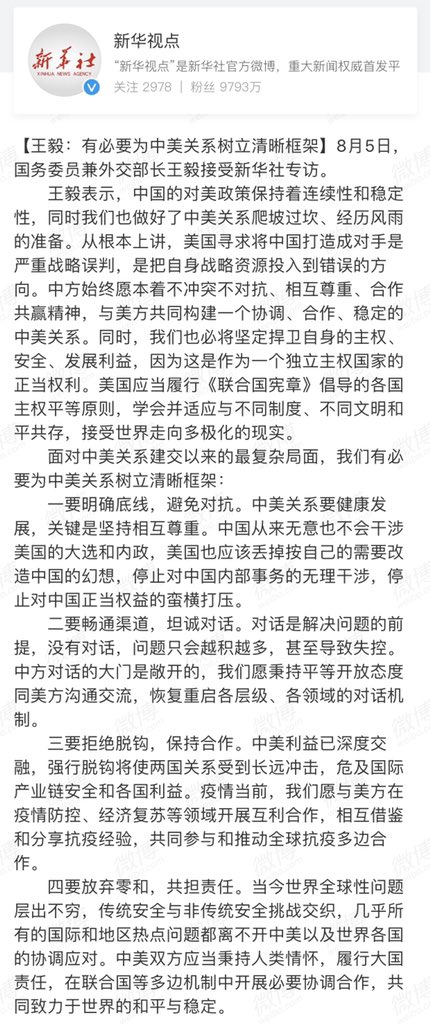 新华视点
“新华视点”是新华社官方微博，重大新闻权威首发平
关注 2978 | 粉丝 9793万
新华社
XINHUA NEWS AGENCY
【王毅：有必要为中美关系树立清晰框架】8月5日，
国务委员兼外交部长王毅接受新华社专访。
王毅表示，中国的对美政策保持着连续性和稳定
性，同时我们也做好了中美关系爬坡过坎、经历风雨
的准备。从根本上讲，美国寻求将中国打造成对手是
严重战略误判，是把自身战略资源投入到错误的方
向。中方始终愿本着不冲突不对抗、相互尊重、合作
共赢精神，与美方共同构建一个协调、合作、稳定的
中美关系。同时，我们也必将坚定捍卫自身的主权、
安全、发展利益，因为这是作为一个独立主权国家的
正当权利。美国应当履行《联合国宪章》倡导的各国
主权平等原则，学会并适应与不同制度、不同文明和
平共存，接受世界走向多极化的现实。
面对中美关系建交以来的最复杂局面，我们有必
要为中美关系树立清晰框架：
一要明确底线，避免对抗。中美关系要健康发
展，关键是坚持相互尊重。中国从来无意也不会干涉
美国的大选和内政，美国也应该丢掉按自己的需要改
造中国的幻想，停止对中国内部事务的无理干涉，停
止对中国正当权益的蛮横打压。
二要畅通渠道，坦诚对话。对话是解决问题的前
提，没有对话，问题只会越积越多，甚至导致失控。
中方对话的大门是敞开的，我们愿秉持平等开放态度
同美方沟通交流，恢复重启各层级、各领域的对话机
制。
三要拒绝脱钩，保持合作。中美利益已深度交
融，强行脱钩将使两国关系受到长远冲击，危及国际
产业链安全和各国利益。疫情当前，我们愿与美方在
疫情防控、经济复苏等领域开展互利合作，相互借鉴
和分享抗疫经验，共同参与和推动全球抗疫多边合
作。
四要放弃零和，共担责任。当今世界全球性问题
层出不穷，传统安全与非传统安全挑战交织，几乎所
有的国际和地区热点问题都离不开中美以及世界各国
的协调应对。中美双方应当秉持人类情怀，履行大国
责任，在联合国等多边机制中开展必要协调合作，共
同致力于世界的和平与稳定。